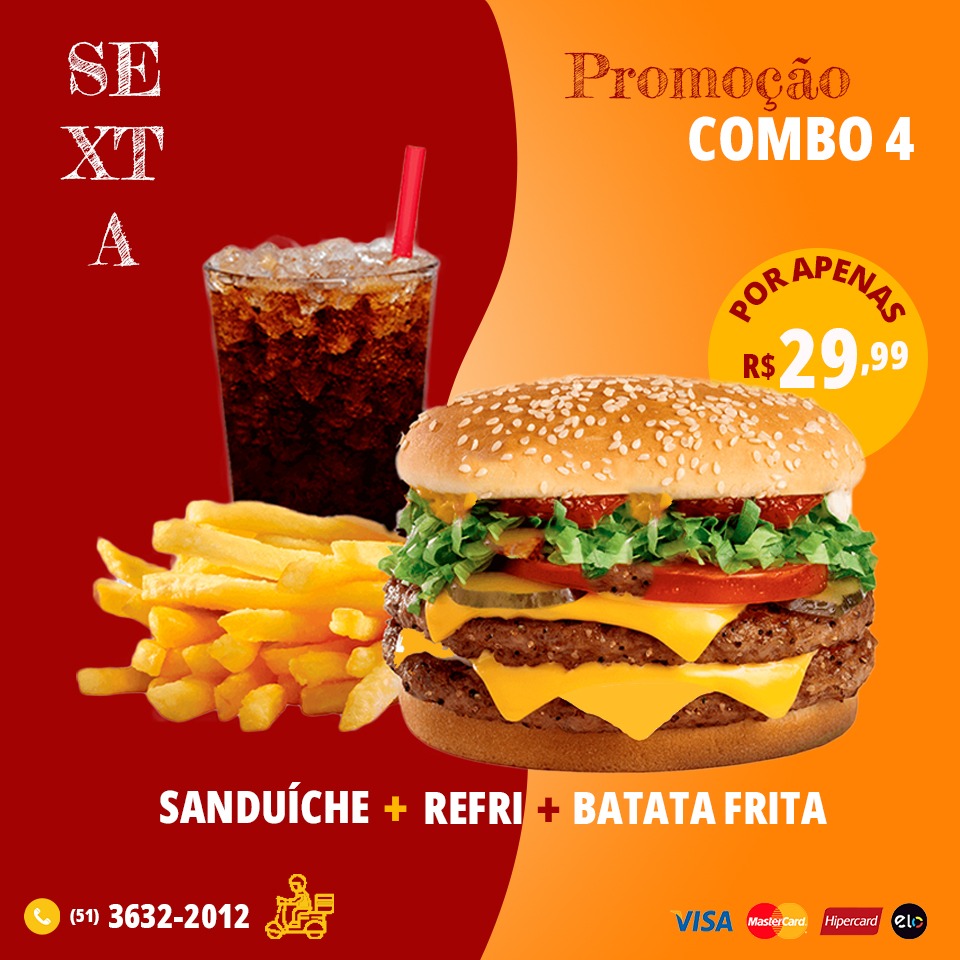 SE
XT
A
Promoção
COMBO 4
POR APENAS
R$ 29,99
SANDUÍCHE + REFRI + BATATA FRITA
(51) 3632-2012
VISA MasterCard Hipercard elo